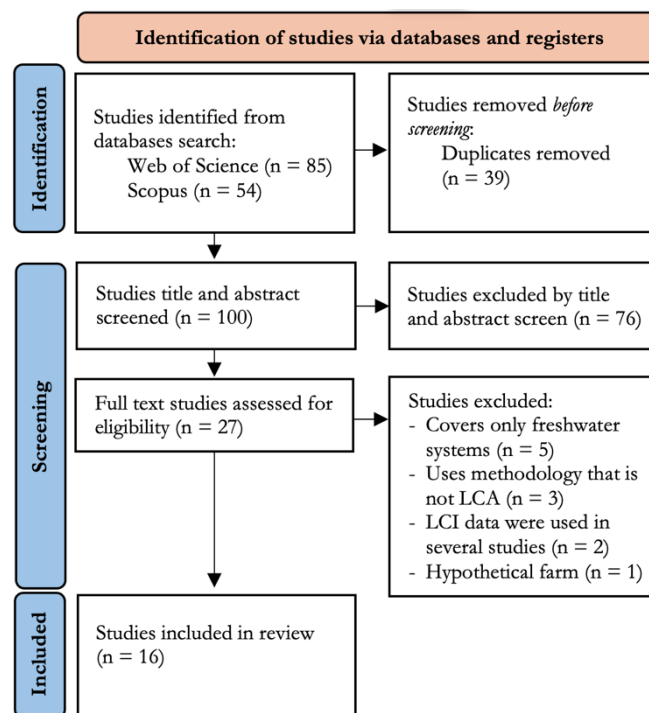 Identification of studies via databases and registers
Identification
Studies identified from
databases search:
Web of Science (n = 85)
Scopus (n = 54)
Studies removed before
screening:
Duplicates removed
(n = 39)
Screening
Studies title and abstract
screened (n = 100)
Studies excluded by title
and abstract screen (n = 76)
Full text studies assessed for
eligibility (n = 27)
Studies excluded:
- Covers only freshwater
systems (n = 5)
- Uses methodology that is
not LCA (n = 3)
- LCI data were used in
several studies (n = 2)
- Hypothetical farm (n = 1)
Included
Studies included in review
(n = 16)